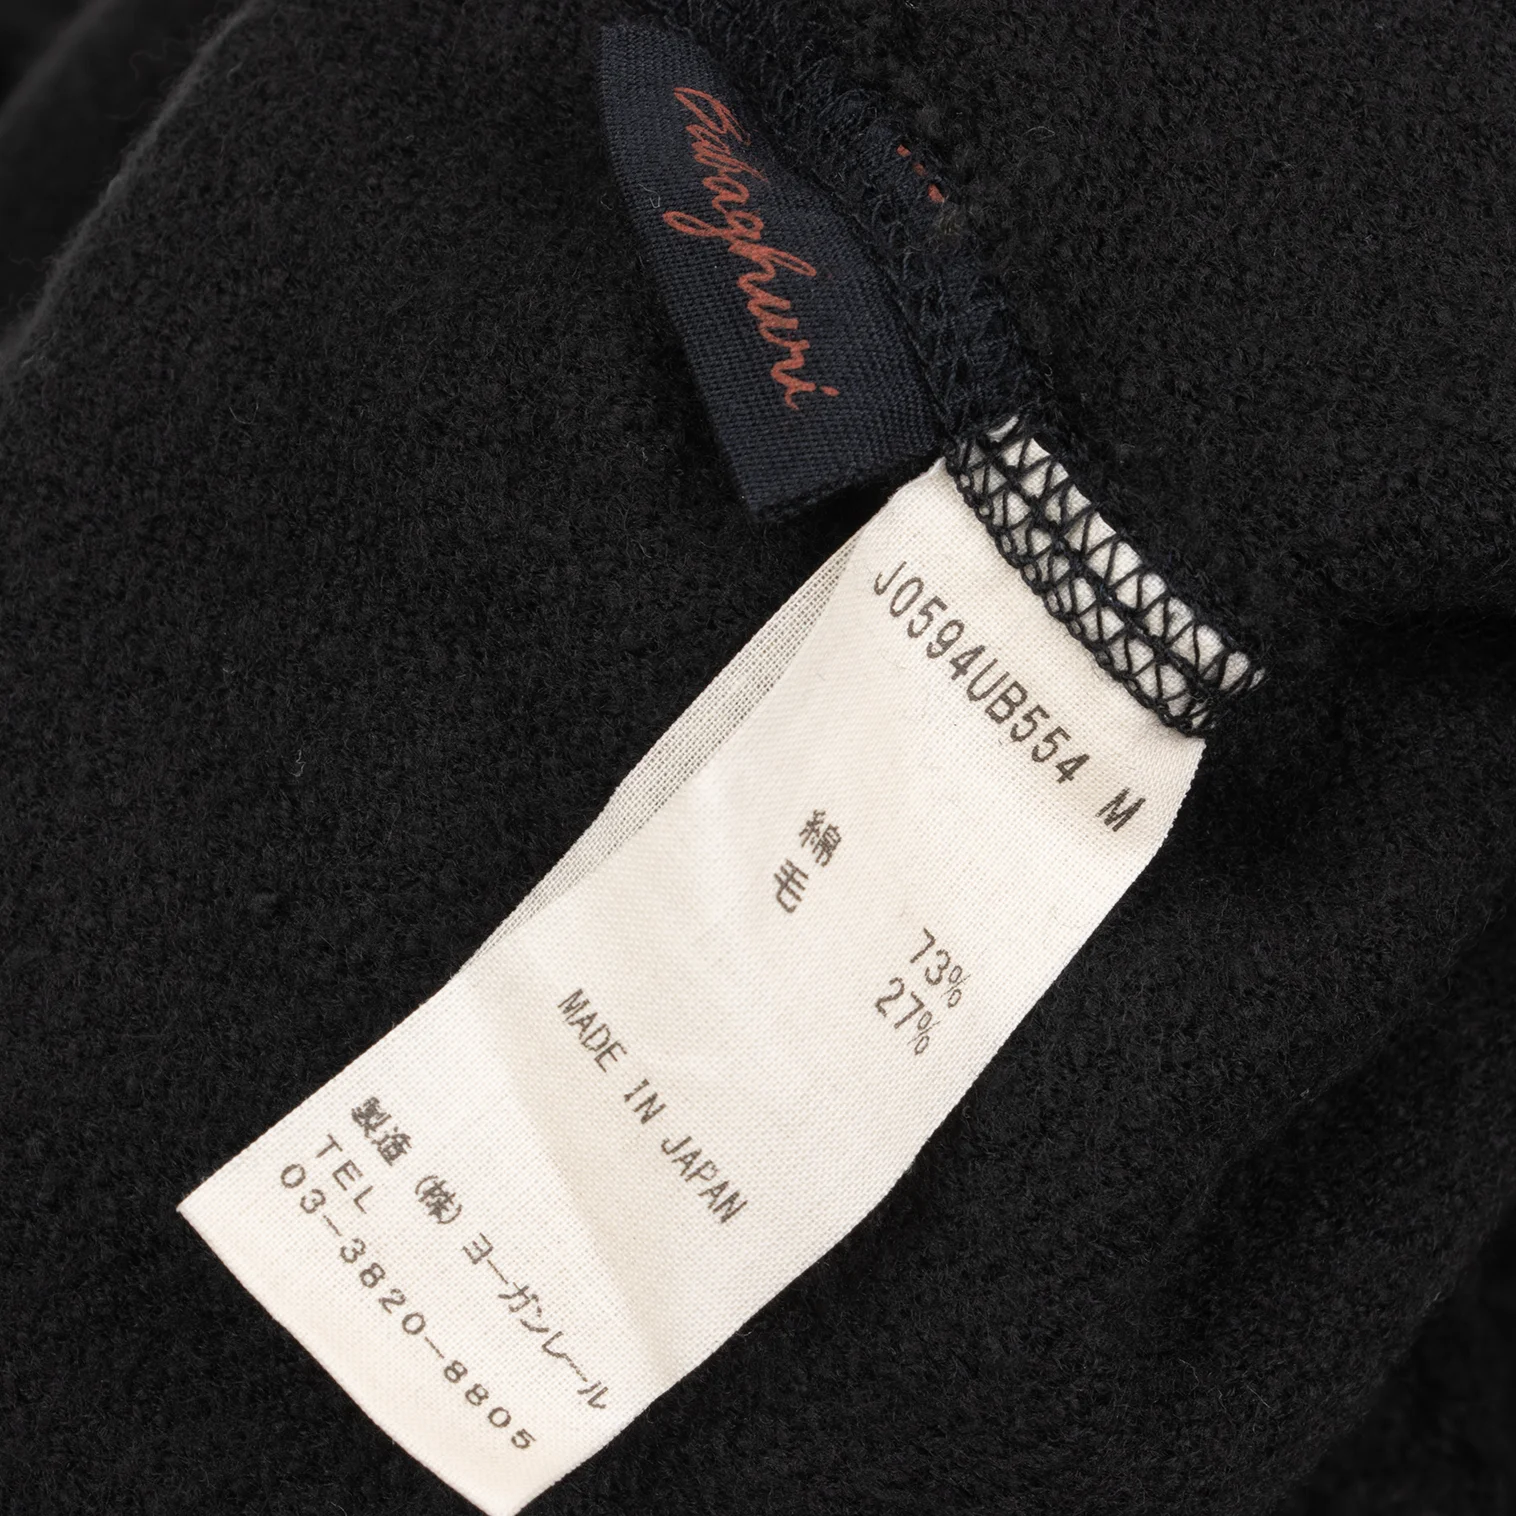 Babaghuri
J0594UB554 M
綿 73%
毛 27%
MADE IN JAPAN
製造 (株) ヨーガンレール
TEL
03-3820-8805